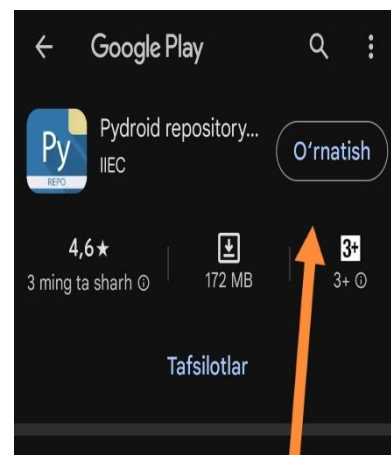 Google Play
Pydroid repository...
IIEC
O‘rnatish
Py
REPO
4,6★
3 ming ta sharh
172 MB
3+
3+
Tafsilotlar